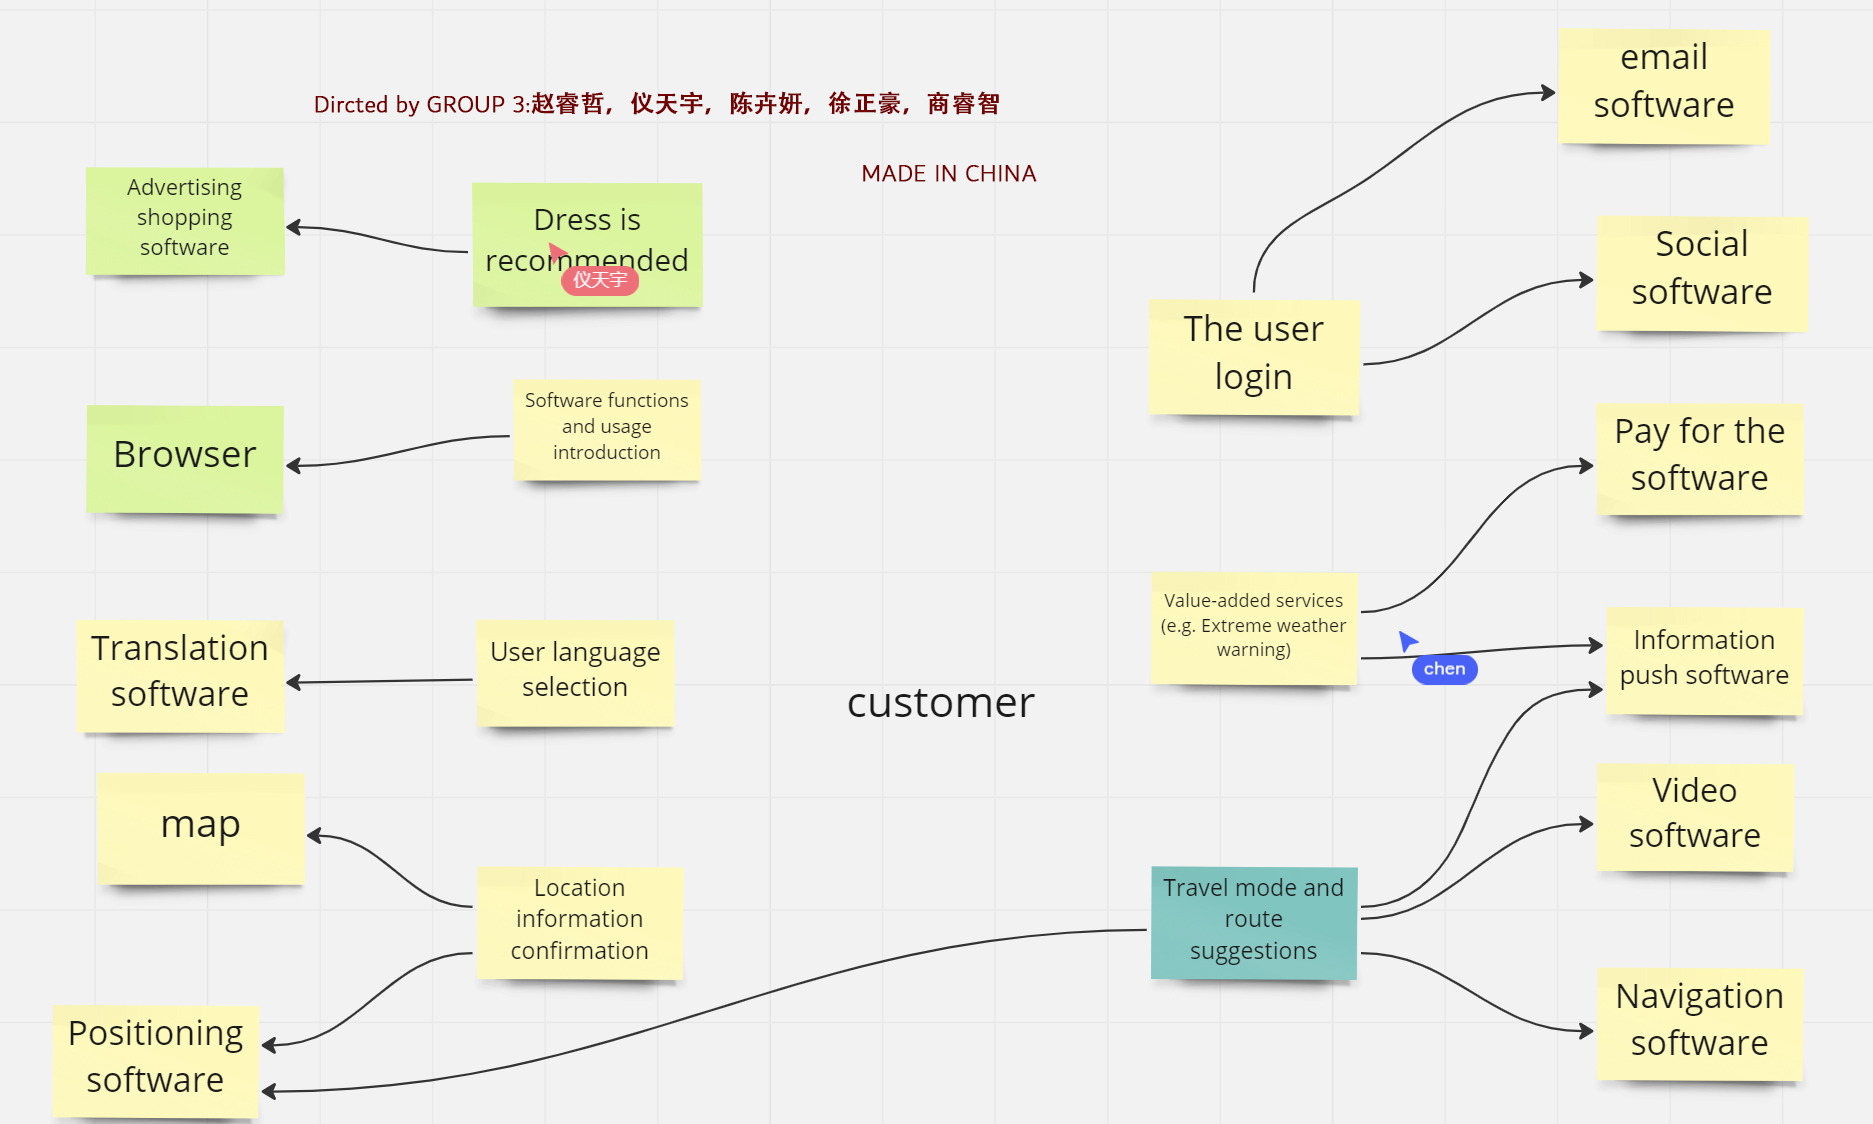 Dircted by GROUP 3:赵睿哲，仪天宇，陈卉妍，徐正豪，商睿智
MADE IN CHINA
Advertising
shopping
software
Dress is
recommended
仪天宇
Browser
Software functions
and usage
introduction
Translation
software
User language
selection
map
Location
information
confirmation
Positioning
software
customer
email
software
Social
software
The user
login
Pay for the
software
Value-added services
(e.g. Extreme weather
warning)
chen
Information
push software
Video
software
Travel mode and
route
suggestions
Navigation
software